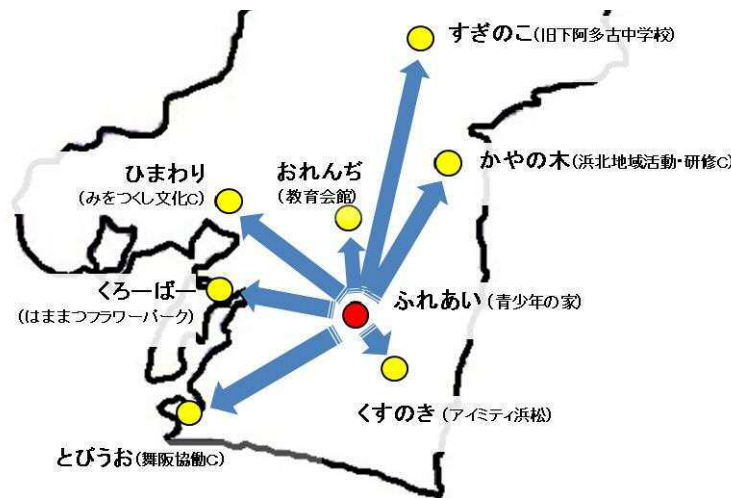 すぎのこ(旧下阿多古中学校)
かやの木(浜北地域活動・研修C)
ひまわり
(みをつくし文化C)
おれんぢ
(教育会館)
くろーばー
(はままつフラワーパーク)
ふれあい(青少年の家)
くすのき(アイミティ浜松)
とびうお(舞阪協働C)